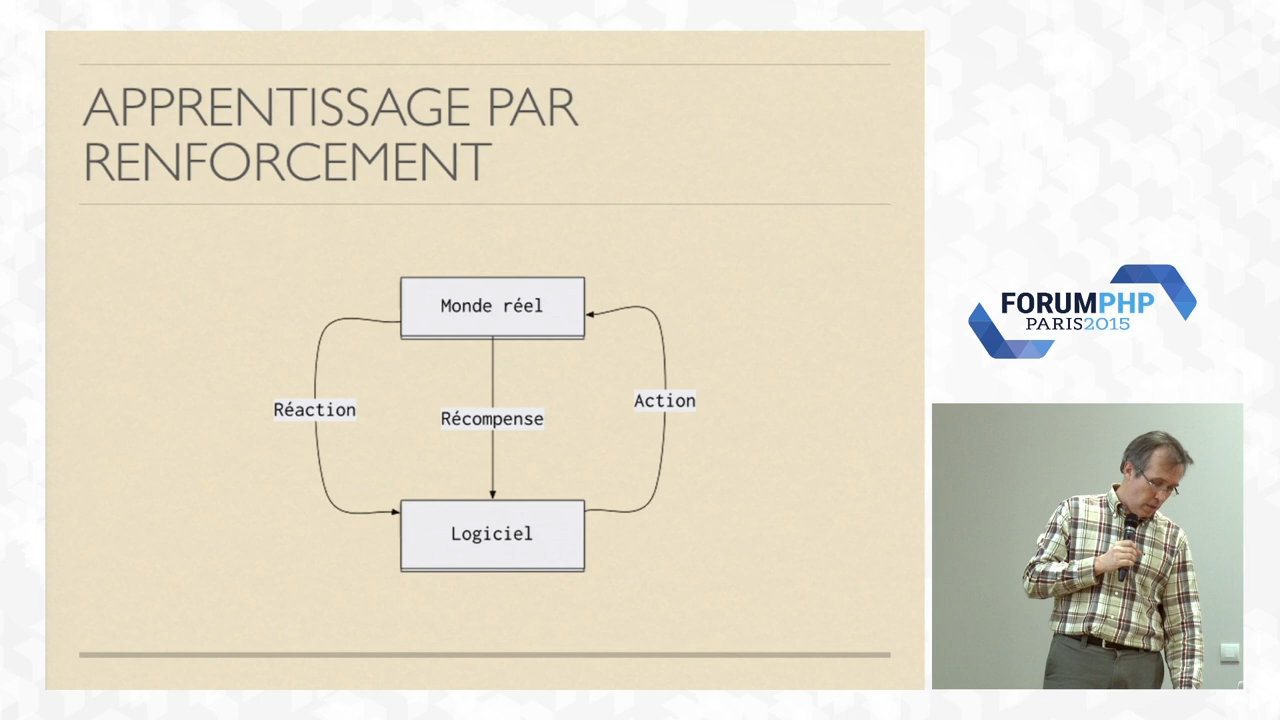 APPRENTISSAGE PAR
RENFORCEMENT
Monde réel
Réaction
Récompense
Action
Logiciel
FORUMPHP
PARIS2015